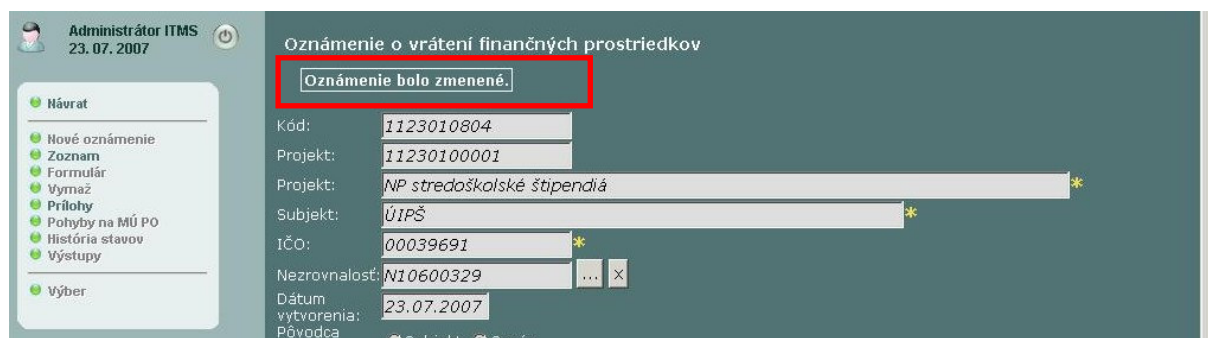 Administrátor ITMS
23. 07. 2007
Návrat
Nové oznámenie
Zoznam
Formulár
Vymaž
Prílohy
Pohyby na MÚ PO
História stavov
Výstupy
Výber
Oznámenie o vrátení finančných prostriedkov
Oznámenie bolo zmenené.
Kód: 1123010804
Projekt: 11230100001
Projekt: NP stredoškolské štipendiá *
Subjekt: ÚIPŠ *
IČO: 00039691 *
Nezrovnalosť: N10600329 ... x
Dátum
vytvorenia: 23.07.2007
Pôvodca